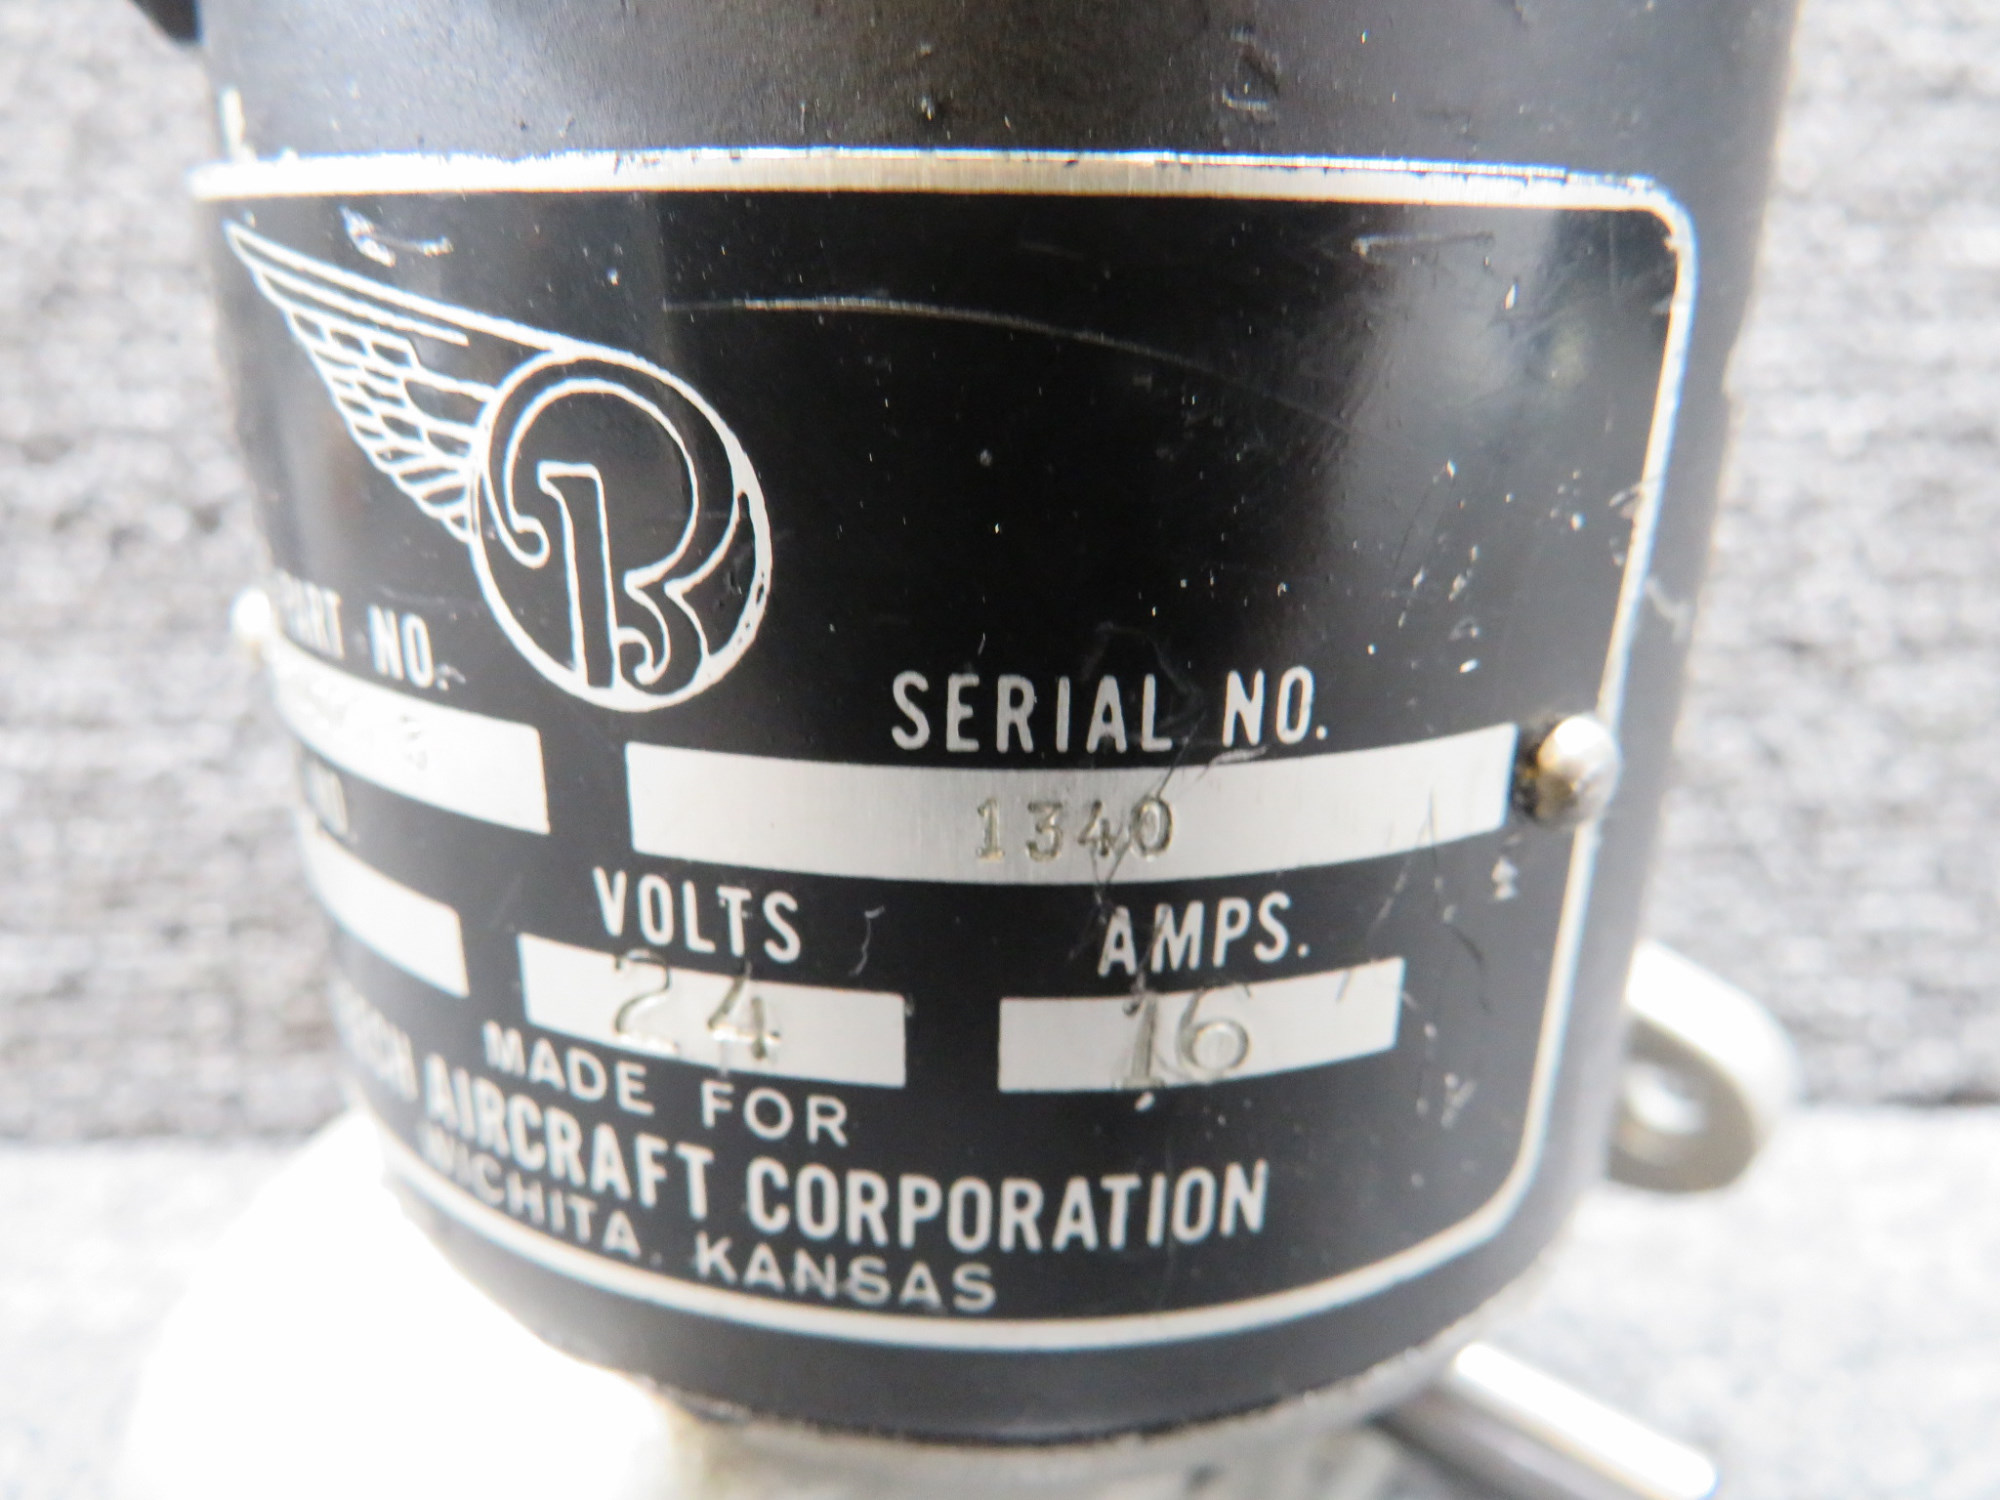 B
PART NO.
SERIAL NO.
1340
VOLTS AMPS.
24 16
MADE FOR
AIRCRAFT CORPORATION
WICHITA, KANSAS